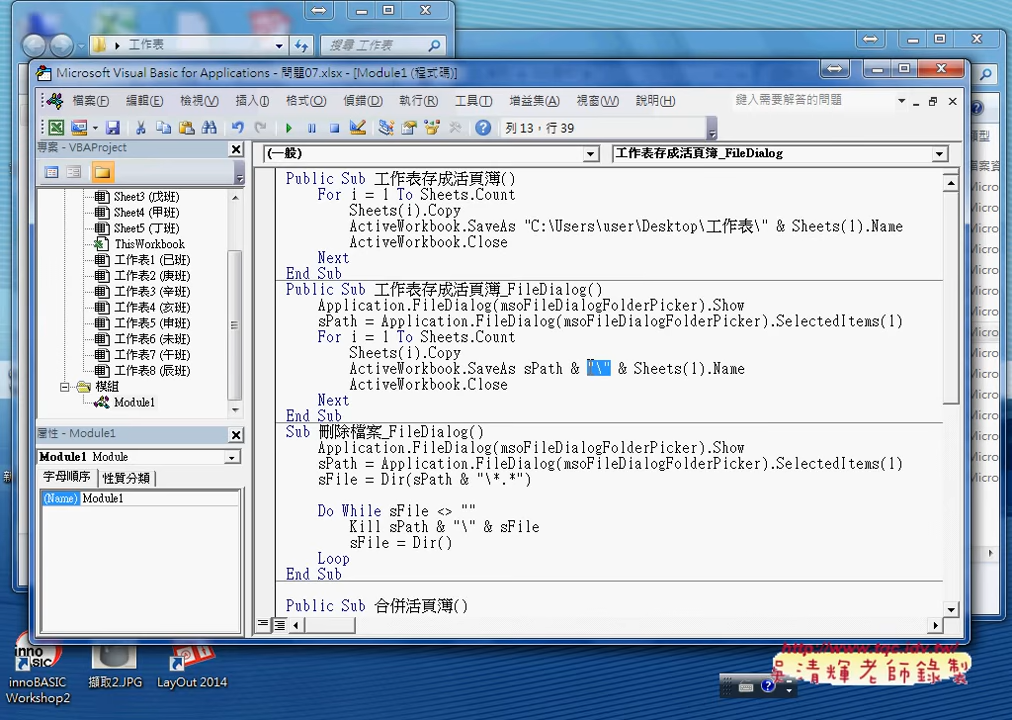 工作表
搜尋 工作表
Microsoft Visual Basic for Applications - 問題07.xlsx - [Module1 (程式碼)]
檔案(F) 編輯(E) 檢視(V) 插入(I) 格式(O) 偵錯(D) 執行(R) 工具(T) 增益集(A) 視窗(W) 說明(H) 鍵入需要解答的問題
列 13，行 39
專案 - VBAProject
(一般) 工作表存成活頁簿_FileDialog
Sheet3 (戊班)
Sheet4 (甲班)
Sheet5 (丁班)
ThisWorkbook
工作表1 (已班)
工作表2 (庚班)
工作表3 (辛班)
工作表4 (亥班)
工作表5 (申班)
工作表6 (未班)
工作表7 (午班)
工作表8 (辰班)
模組
Module1
屬性 - Module1
Module1 Module
字母順序 性質分類
(Name) Module1
Public Sub 工作表存成活頁簿()
For i = 1 To Sheets.Count
Sheets(i).Copy
ActiveWorkbook.SaveAs "C:\Users\user\Desktop\工作表\" & Sheets(1).Name
ActiveWorkbook.Close
Next
End Sub
Public Sub 工作表存成活頁簿_FileDialog()
Application.FileDialog(msoFileDialogFolderPicker).Show
sPath = Application.FileDialog(msoFileDialogFolderPicker).SelectedItems(1)
For i = 1 To Sheets.Count
Sheets(i).Copy
ActiveWorkbook.SaveAs sPath & "\" & Sheets(1).Name
ActiveWorkbook.Close
Next
End Sub
Sub 刪除檔案_FileDialog()
Application.FileDialog(msoFileDialogFolderPicker).Show
sPath = Application.FileDialog(msoFileDialogFolderPicker).SelectedItems(1)
sFile = Dir(sPath & "\*.*")
Do While sFile <> ""
Kill sPath & "\" & sFile
sFile = Dir()
Loop
End Sub
Public Sub 合併活頁簿()
innoBASIC Workshop2
擷取2.JPG
LayOut 2014
吳清輝老師錄製